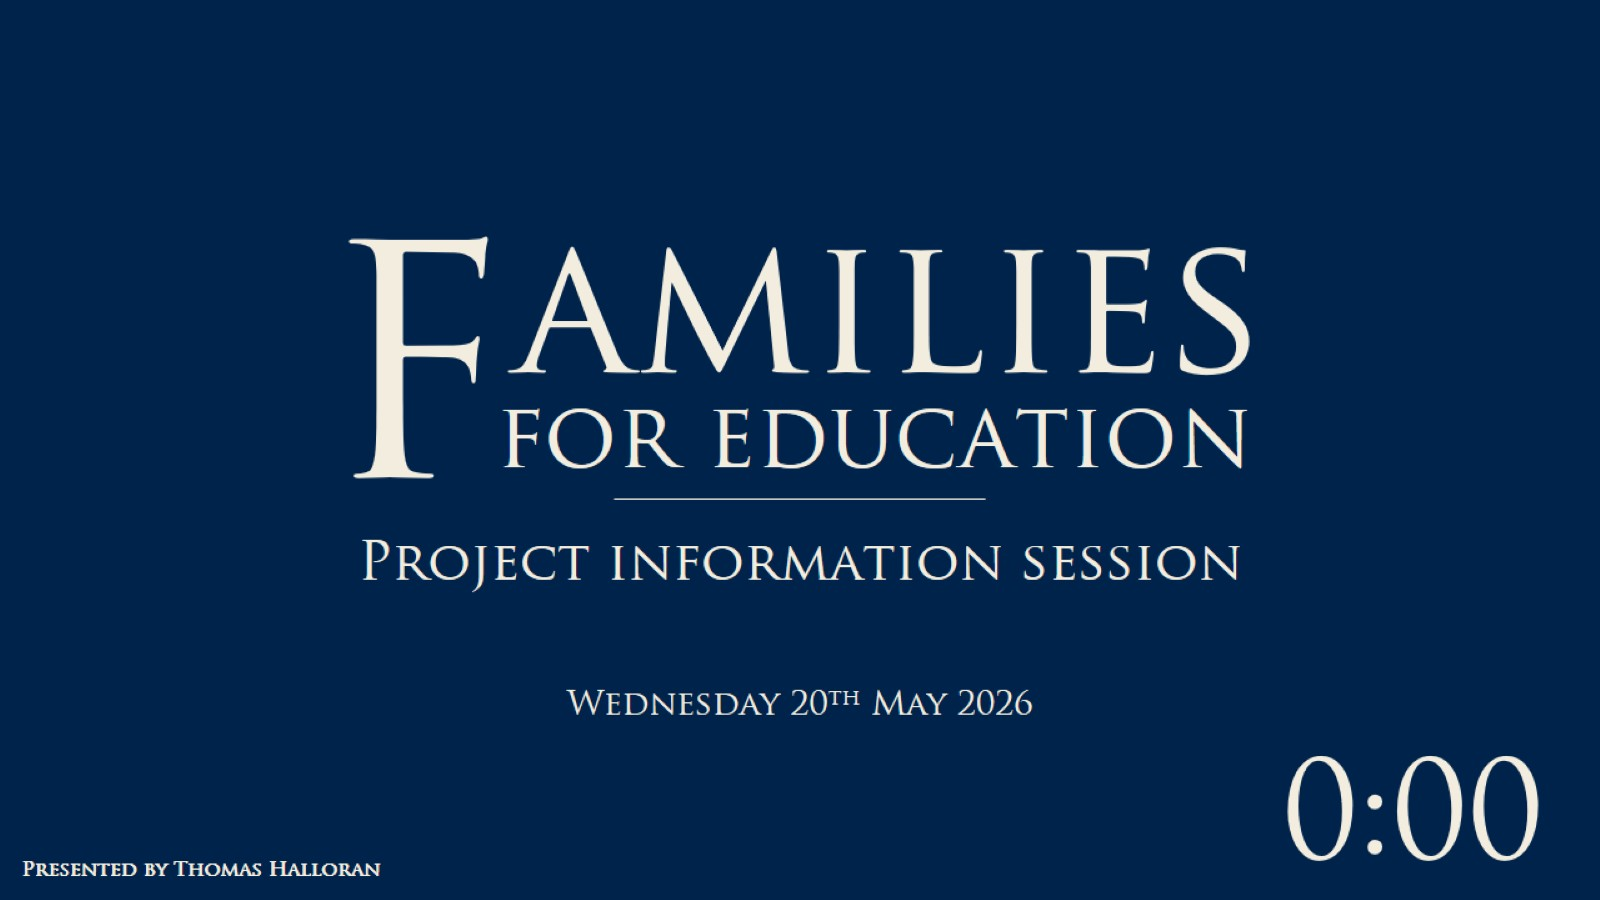 Families
for education
Project information session
Wednesday 20th May 2026
0:00
Presented by Thomas Halloran